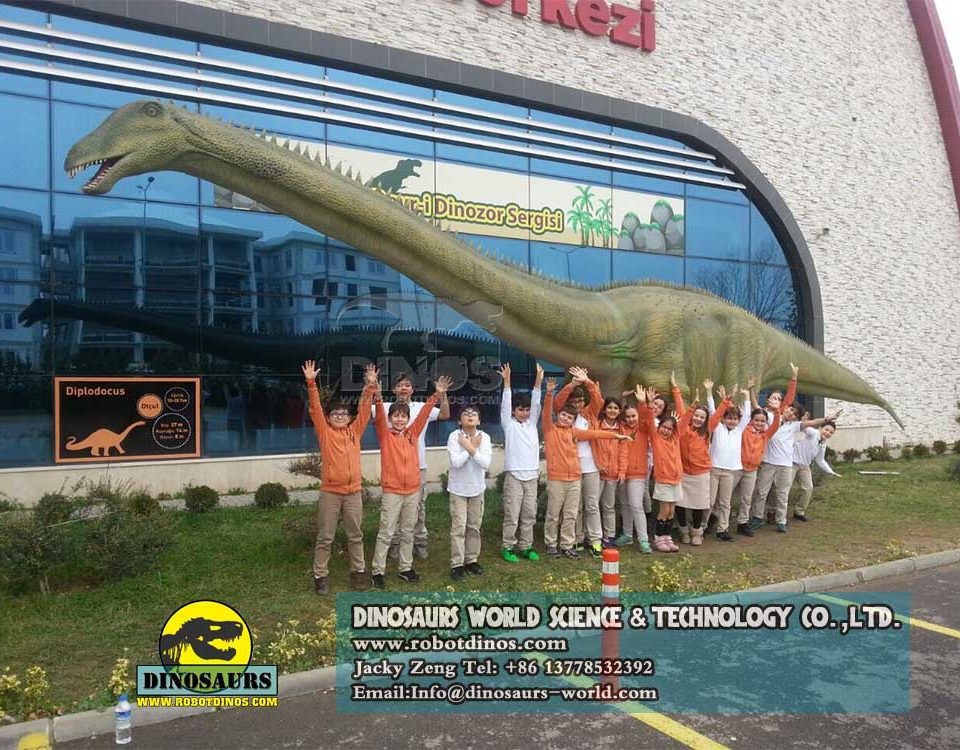 rkezi
Dinozor Sergisi
Diplodocus
Otçul
DINOS
DINOSAURS WORLD SCIENCE & TECHNOLOGY CO.,LTD.
www.robotdinos.com
Jacky Zeng Tel: +86 13778532392
Email:Info@dinosaurs-world.com
DINOSAURS
WWW.ROBOTDINOS.COM